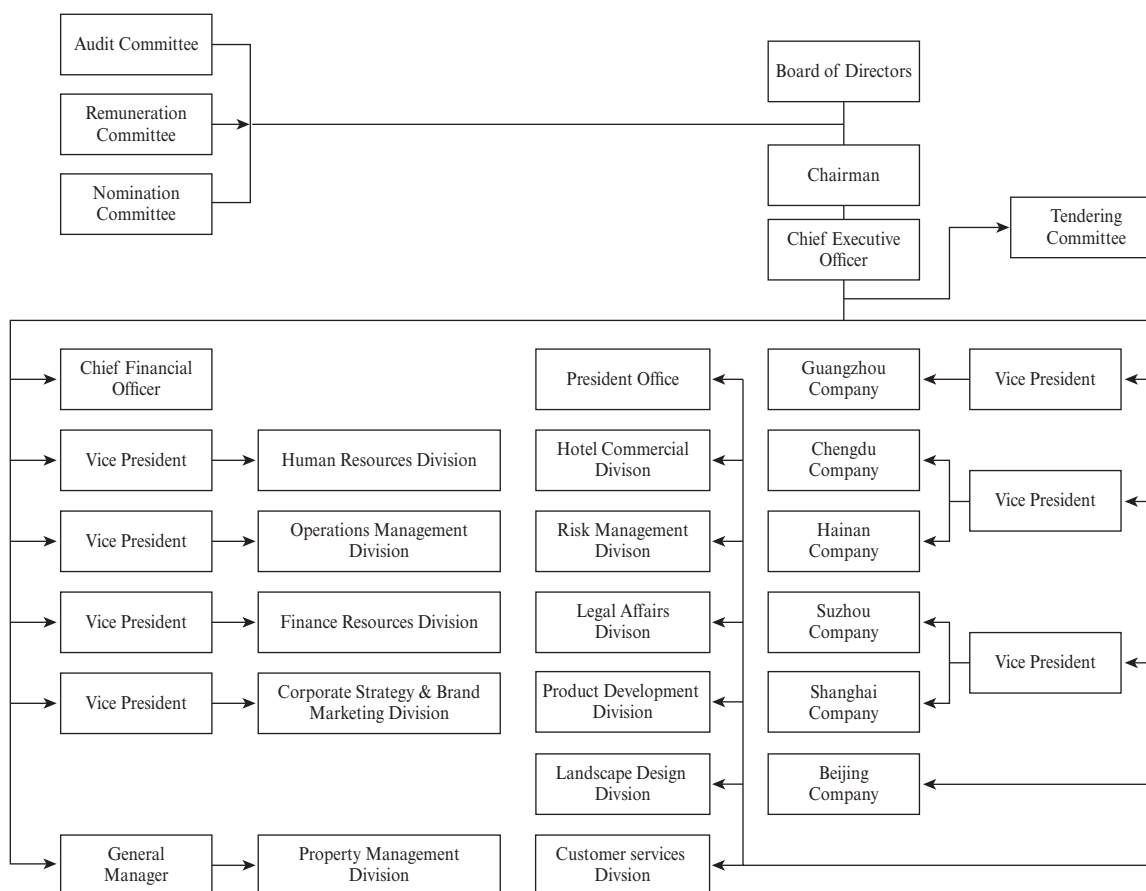 Audit Committee
Board of Directors
Remuneration
Committee
Chairman
Nomination
Committee
Tendering
Committee
Chief Executive
Officer
Chief Financial
Officer
President Office
Guangzhou
Company
Vice President
Vice President
Human Resources Division
Hotel Commercial
Divison
Chengdu
Company
Vice President
Vice President
Operations Management
Division
Risk Management
Divison
Hainan
Company
Vice President
Finance Resources Division
Legal Affairs
Divison
Suzhou
Company
Vice President
Vice President
Corporate Strategy & Brand
Marketing Division
Product Development
Division
Shanghai
Company
Landscape Design
Divsion
Beijing
Company
General
Manager
Property Management
Division
Customer services
Divsion